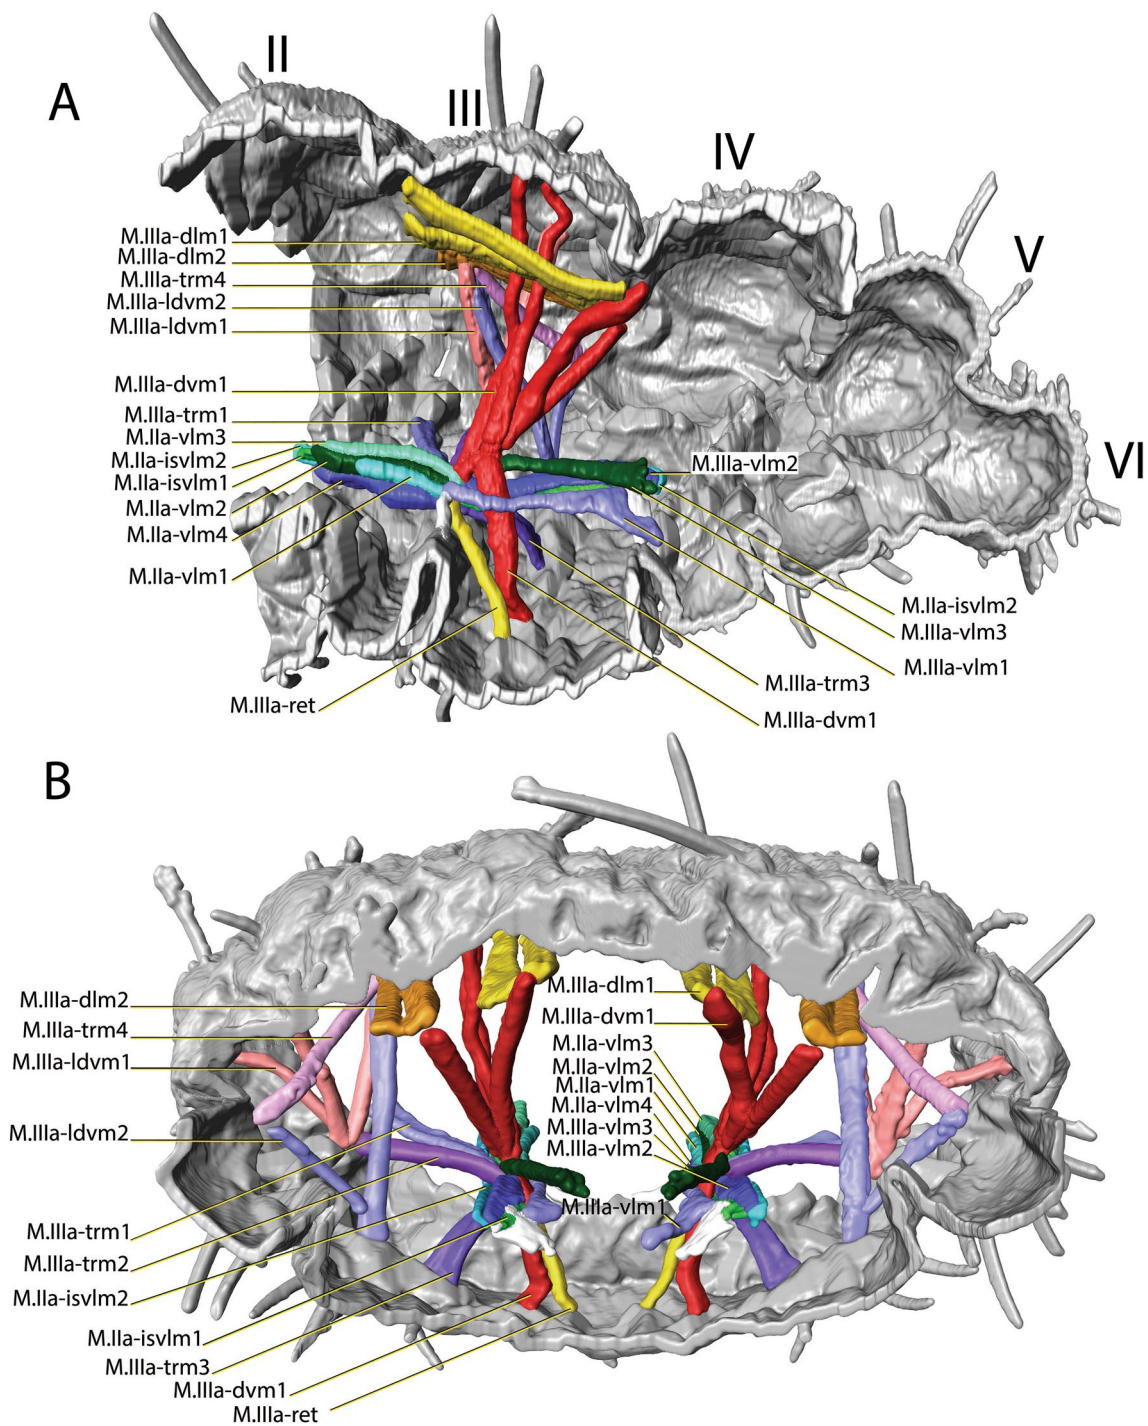 A
II
III
IV
V
VI
M.IIIa-dlm1
M.IIIa-dlm2
M.IIIa-trm4
M.IIIa-ldvm2
M.IIIa-ldvm1
M.IIIa-dvm1
M.IIIa-trm1
M.IIa-vlm3
M.IIa-isvlm2
M.IIa-isvlm1
M.IIa-vlm2
M.IIa-vlm4
M.IIa-vlm1
M.IIIa-ret
M.IIIa-vlm2
M.IIa-isvlm2
M.IIIa-vlm3
M.IIIa-vlm1
M.IIIa-trm3
M.IIIa-dvm1
B
M.IIIa-dlm2
M.IIIa-trm4
M.IIIa-ldvm1
M.IIIa-ldvm2
M.IIIa-trm1
M.IIIa-trm2
M.IIa-isvlm2
M.IIa-isvlm1
M.IIIa-trm3
M.IIIa-dvm1
M.IIIa-ret
M.IIIa-dlm1
M.IIIa-dvm1
M.IIa-vlm3
M.IIa-vlm2
M.IIa-vlm1
M.IIa-vlm4
M.IIIa-vlm3
M.IIIa-vlm2
M.IIIa-vlm1